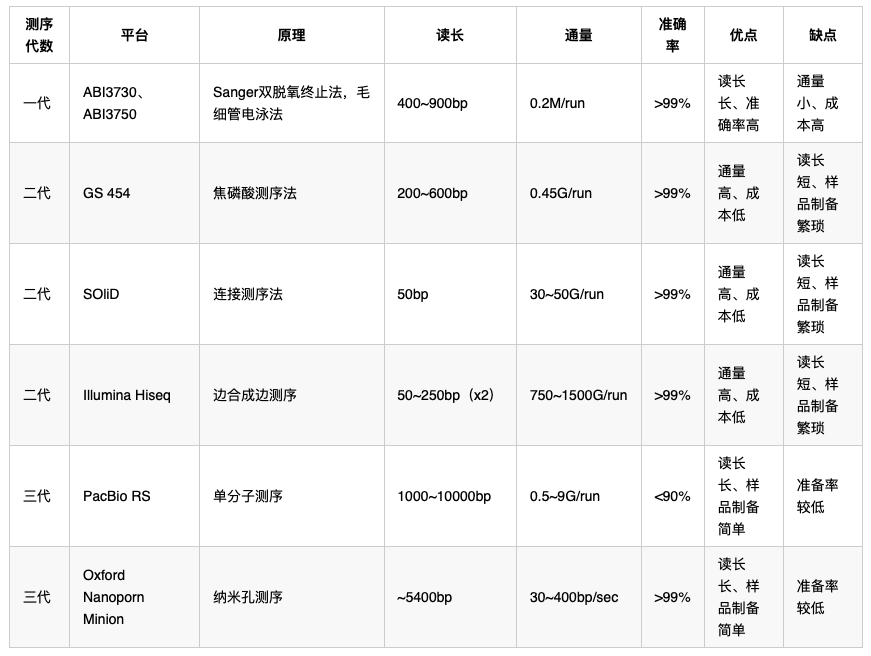 测序代数 平台 原理 读长 通量 准确率 优点 缺点
一代 ABI3730、ABI3750 Sanger双脱氧终止法，毛细管电泳法 400~900bp 0.2M/run >99% 读长长、准确率高 通量小、成本高
二代 GS 454 焦磷酸测序法 200~600bp 0.45G/run >99% 通量高、成本低 读长短、样品制备繁琐
二代 SOliD 连接测序法 50bp 30~50G/run >99% 通量高、成本低 读长短、样品制备繁琐
二代 Illumina Hiseq 边合成边测序 50~250bp（x2） 750~1500G/run >99% 通量高、成本低 读长短、样品制备繁琐
三代 PacBio RS 单分子测序 1000~10000bp 0.5~9G/run <90% 读长长、样品制备简单 准备率较低
三代 Oxford Nanoporn Minion 纳米孔测序 ~5400bp 30~400bp/sec >99% 读长长、样品制备简单 准备率较低